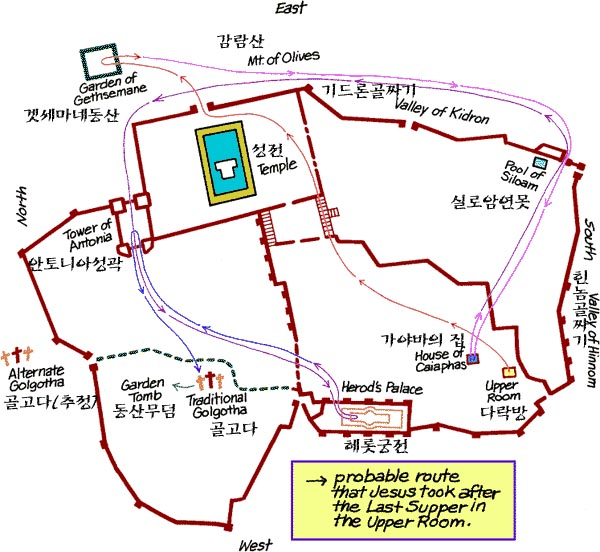 East
감람산
Mt. of Olives
Garden of
Gethsemane
겟세마네동산
기드론골짜기
Valley of Kidron
성전
Temple
Pool of
Siloam
실로암연못
North
Tower of
Antonia
안토니아성곽
South
Valley of Hinnom
힌놈골짜기
가야바의 집
House of
Caiaphas
Upper
Room
다락방
Alternate
Golgotha
골고다(추정)
Garden
Tomb
동산무덤
Traditional
Golgotha
골고다
Herod's Palace
헤롯궁전
→ probable route
that Jesus took after
the Last Supper in
the Upper Room.
West